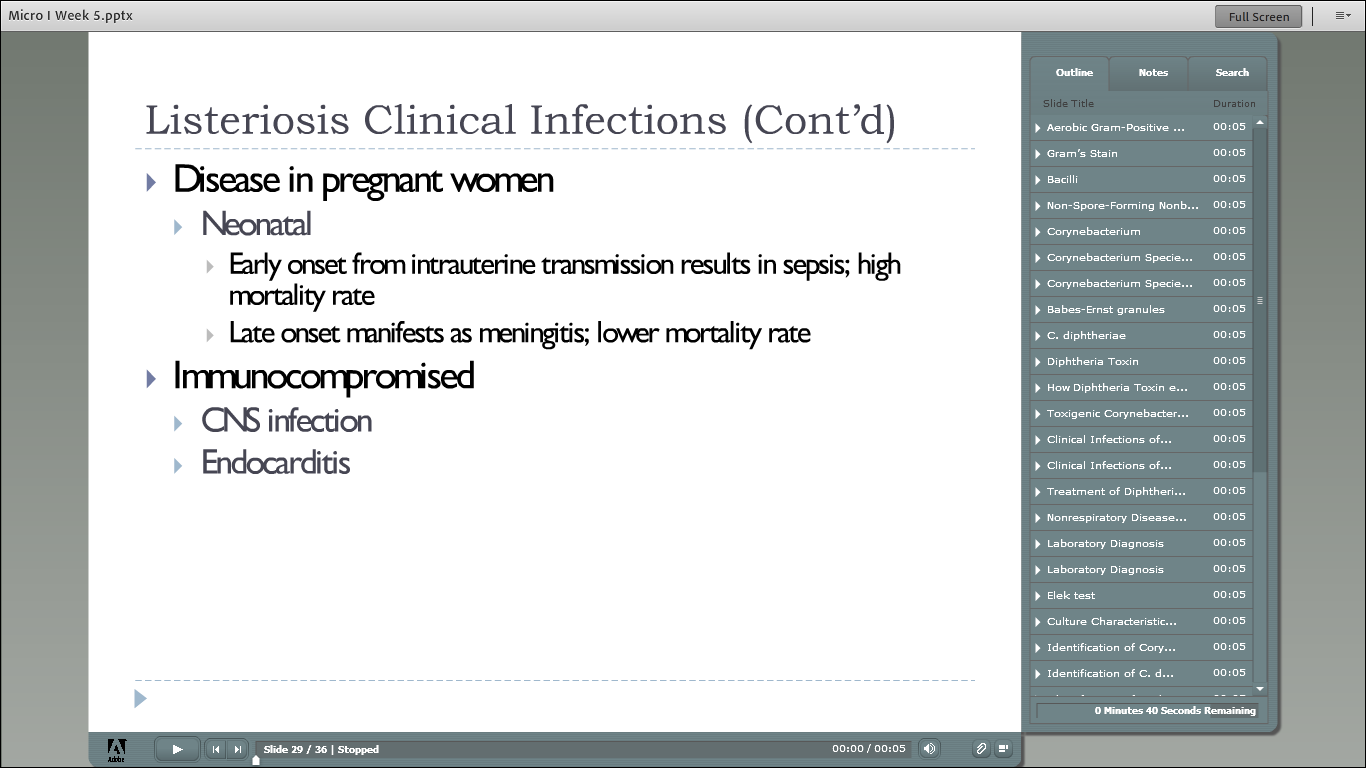 Micro I Week 5.pptx
Full Screen
Listeriosis Clinical Infections (Cont’d)
Disease in pregnant women
Neonatal
Early onset from intrauterine transmission results in sepsis; high
mortality rate
Late onset manifests as meningitis; lower mortality rate
Immunocompromised
CNS infection
Endocarditis
Outline Notes Search
Slide Title Duration
Aerobic Gram-Positive ... 00:05
Gram’s Stain 00:05
Bacilli 00:05
Non-Spore-Forming Nonb... 00:05
Corynebacterium 00:05
Corynebacterium Specie... 00:05
Corynebacterium Specie... 00:05
Babes-Ernst granules 00:05
C. diphtheriae 00:05
Diphtheria Toxin 00:05
How Diphtheria Toxin e... 00:05
Toxigenic Corynebacter... 00:05
Clinical Infections of... 00:05
Clinical Infections of... 00:05
Treatment of Diphtheri... 00:05
Nonrespiratory Disease... 00:05
Laboratory Diagnosis 00:05
Laboratory Diagnosis 00:05
Elek test 00:05
Culture Characteristic... 00:05
Identification of Cory... 00:05
Identification of C. d... 00:05
0 Minutes 40 Seconds Remaining
Adobe
Slide 29 / 36 | Stopped 00:00 / 00:05